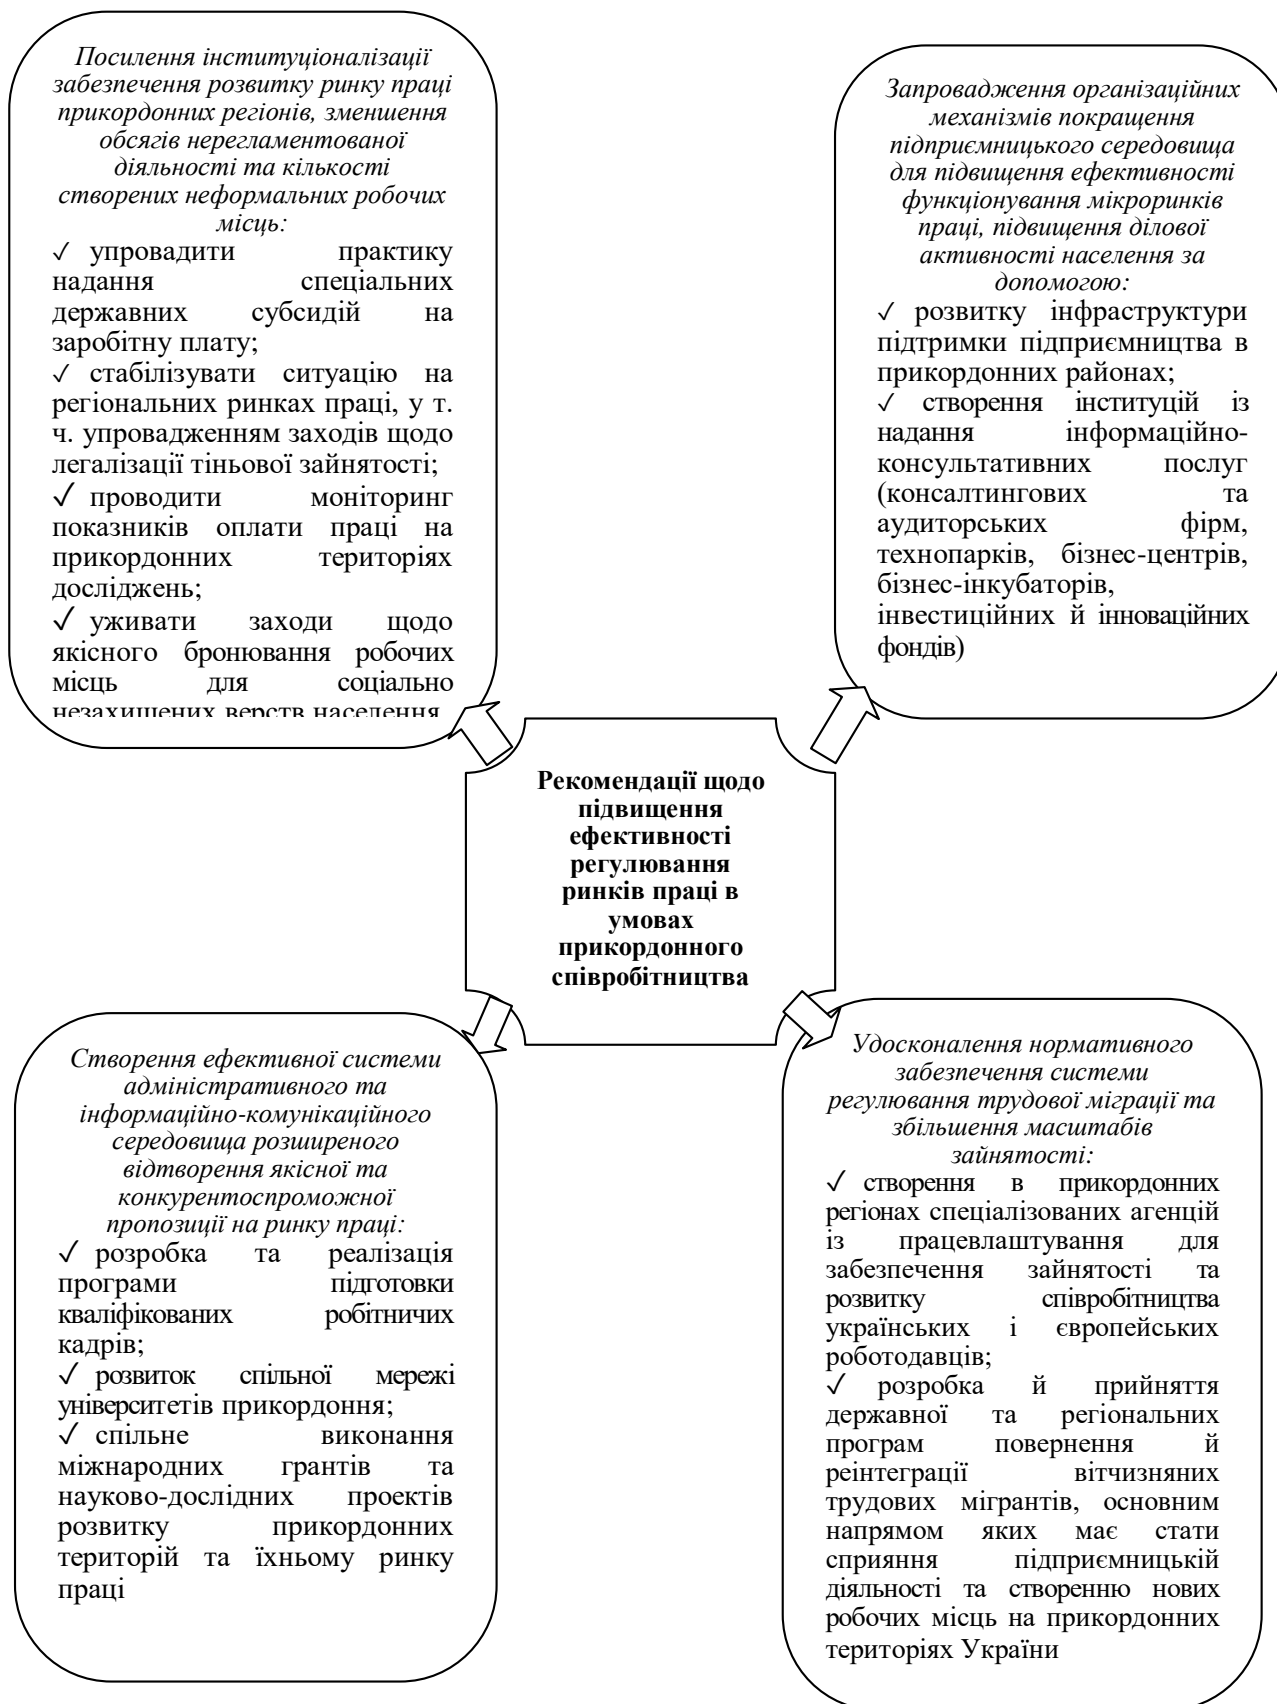 Посилення інституціоналізації
забезпечення розвитку ринку праці
прикордонних регіонів, зменшення
обсягів нерегламентованої
діяльності та кількості
створених неформальних робочих
місць:
✓ упровадити практику
надання спеціальних
державних субсидій на
заробітну плату;
✓ стабілізувати ситуацію на
регіональних ринках праці, у т.
ч. упровадженням заходів щодо
легалізації тіньової зайнятості;
✓ проводити моніторинг
показників оплати праці на
прикордонних територіях
досліджень;
✓ уживати заходи щодо
якісного бронювання робочих
місць для соціально
незахищених верств населення
Запровадження організаційних
механізмів покращення
підприємницького середовища
для підвищення ефективності
функціонування мікроринків
праці, підвищення ділової
активності населення за
допомогою:
✓ розвитку інфраструктури
підтримки підприємництва в
прикордонних районах;
✓ створення інституцій із
надання інформаційно-
консультативних послуг
(консалтингових та
аудиторських фірм,
технопарків, бізнес-центрів,
бізнес-інкубаторів,
інвестиційних й інноваційних
фондів)
Рекомендації щодо
підвищення
ефективності
регулювання
ринків праці в
умовах
прикордонного
співробітництва
Створення ефективної системи
адміністративного та
інформаційно-комунікаційного
середовища розширеного
відтворення якісної та
конкурентоспроможної
пропозиції на ринку праці:
✓ розробка та реалізація
програми підготовки
кваліфікованих робітничих
кадрів;
✓ розвиток спільної мережі
університетів прикордоння;
✓ спільне виконання
міжнародних грантів та
науково-дослідних проектів
розвитку прикордонних
територій та їхньому ринку
праці
Удосконалення нормативного
забезпечення системи
регулювання трудової міграції та
збільшення масштабів
зайнятості:
✓ створення в прикордонних
регіонах спеціалізованих агенцій
із працевлаштування для
забезпечення зайнятості та
розвитку співробітництва
українських і європейських
роботодавців;
✓ розробка й прийняття
державної та регіональних
програм повернення й
реінтеграції вітчизняних
трудових мігрантів, основним
напрямом яких має стати
сприяння підприємницькій
діяльності та створенню нових
робочих місць на прикордонних
територіях України